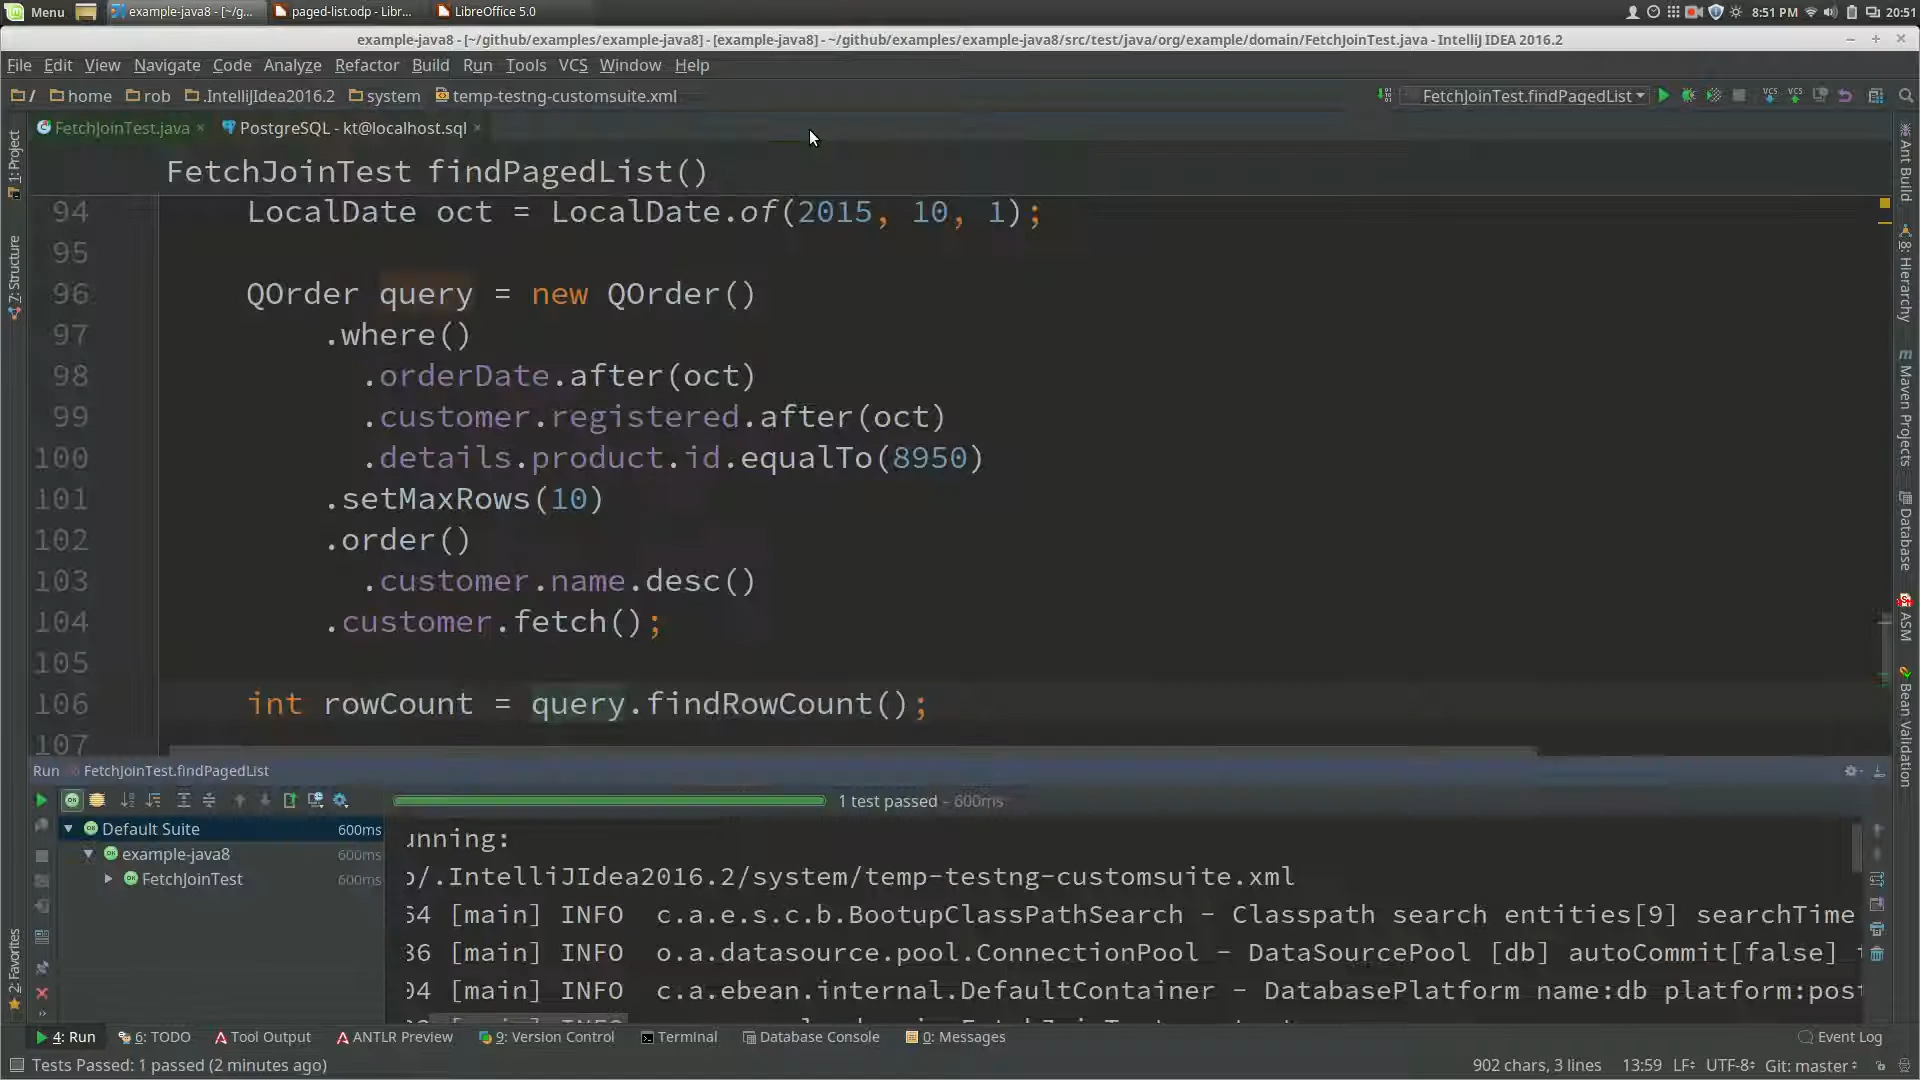 Menu example-java8 - [~/g... paged-list.odp - Libr... LibreOffice 5.0 8:51 PM 20:51
example-java8 - [~/github/examples/example-java8] - [example-java8] - ~/github/examples/example-java8/src/test/java/org/example/domain/FetchJoinTest.java - IntelliJ IDEA 2016.2
File Edit View Navigate Code Analyze Refactor Build Run Tools VCS Window Help
/ home rob .IntelliJIdea2016.2 system temp-testng-customsuite.xml FetchJoinTest.findPagedList
FetchJoinTest.java PostgreSQL - kt@localhost.sql
FetchJoinTest findPagedList()
94 LocalDate oct = LocalDate.of(2015, 10, 1);
95
96 QOrder query = new QOrder()
97 .where()
98 .orderDate.after(oct)
99 .customer.registered.after(oct)
100 .details.product.id.equalTo(8950)
101 .setMaxRows(10)
102 .order()
103 .customer.name.desc()
104 .customer.fetch();
105
106 int rowCount = query.findRowCount();
107
1: Project
7: Structure
2: Favorites
Ant Build
8: Hierarchy
Maven Projects
Database
ASM
Bean Validation
Run FetchJoinTest.findPagedList
1 test passed - 600ms
Default Suite 600ms
example-java8 600ms
FetchJoinTest 600ms
unning:
/.IntelliJIdea2016.2/system/temp-testng-customsuite.xml
64 [main] INFO c.a.e.s.c.b.BootupClassPathSearch - Classpath search entities[9] searchTime
36 [main] INFO o.a.datasource.pool.ConnectionPool - DataSourcePool [db] autoCommit[false]
04 [main] INFO c.a.ebean.internal.DefaultContainer - DatabasePlatform name:db platform:post
4: Run 6: TODO Tool Output ANTLR Preview 9: Version Control Terminal Database Console 0: Messages Event Log
Tests Passed: 1 passed (2 minutes ago) 902 chars, 3 lines 13:59 LF÷ UTF-8÷ Git: master÷